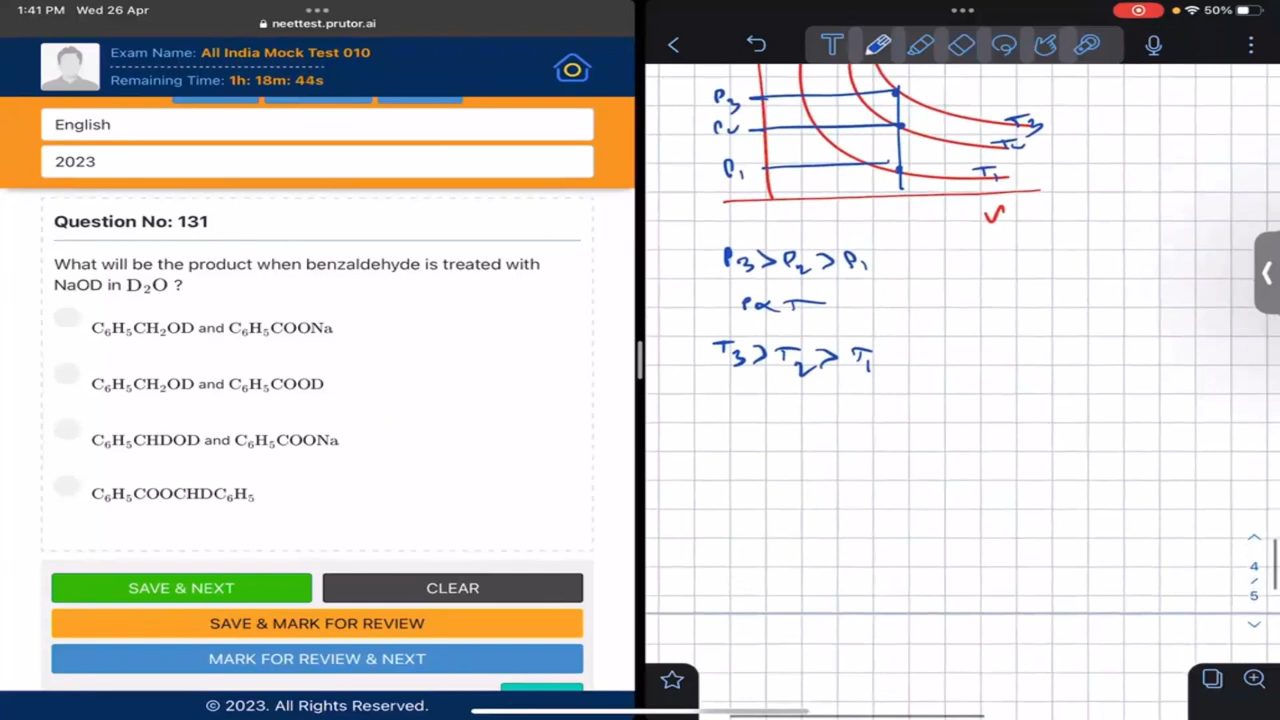 1:41 PM Wed 26 Apr
neettest.prutor.ai
50%
Exam Name: All India Mock Test 010
Remaining Time: 1h: 18m: 44s
English
2023
Question No: 131
What will be the product when benzaldehyde is treated with
NaOD in D₂O ?
C₆H₅CH₂OD and C₆H₅COONa
C₆H₅CH₂OD and C₆H₅COOD
C₆H₅CHDOD and C₆H₅COONa
C₆H₅COOCHDC₆H₅
SAVE & NEXT
CLEAR
SAVE & MARK FOR REVIEW
MARK FOR REVIEW & NEXT
© 2023. All Rights Reserved.
T
P₃
P₂
P₁
T₃
T₂
T₁
V
P₃ > P₂ > P₁
P ∝ T
T₃ > T₂ > T₁
4
/
5